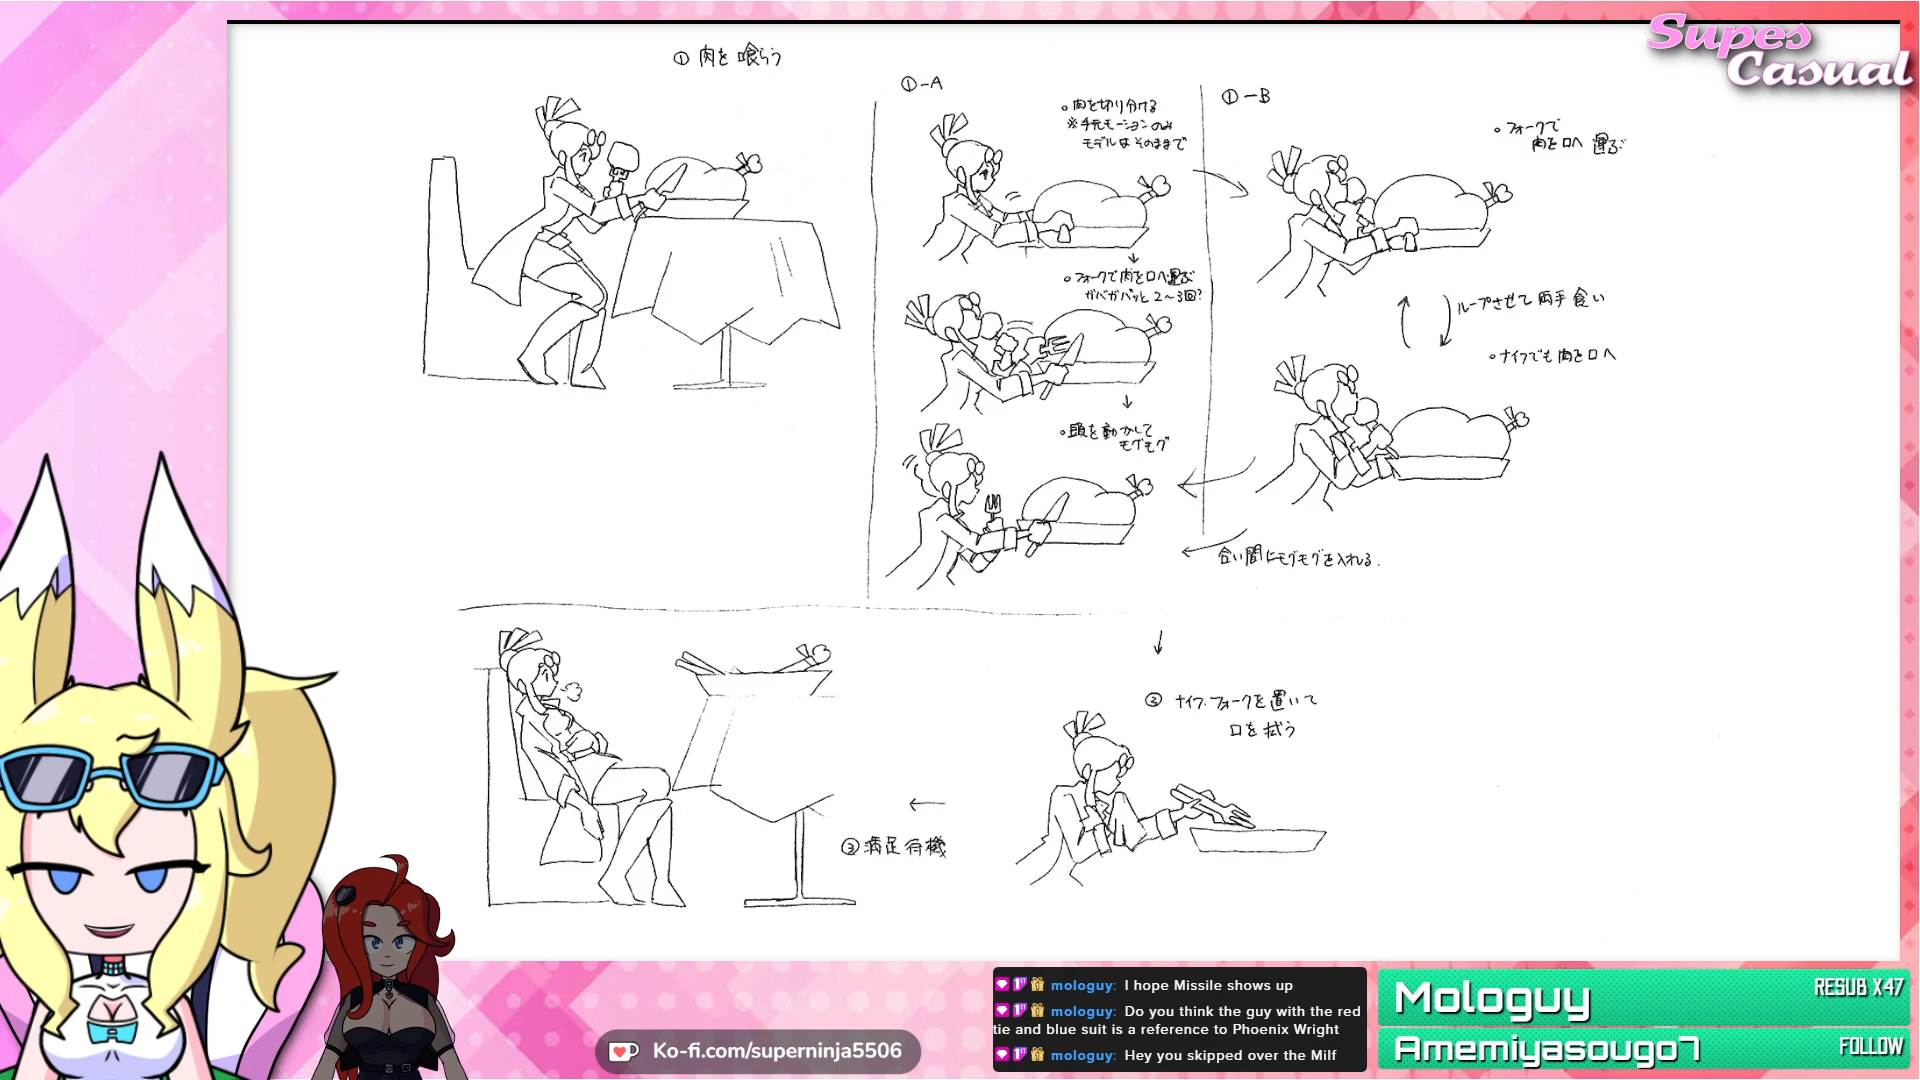 Supes
Casual
① 肉を喰らう
①-A
。肉を切り分ける
※手元モーションのみ
モデルはそのままで
。フォークで肉を口へ運ぶ
ガバガバッと2〜3回?
。頭を動かして
モグモグ
①-B
。フォークで
肉を口へ運ぶ
ループさせて両手食い
。ナイフでも肉を口へ
合い間にモグモグを入れる.
② ナイフ、フォークを置いて
口を拭う
③満足待機
Ko-fi.com/superninja5506
mologuy: I hope Missile shows up
mologuy: Do you think the guy with the red
tie and blue suit is a reference to Phoenix Wright
mologuy: Hey you skipped over the Milf
Mologuy RESUB X47
Amemiyasougo7 FOLLOW